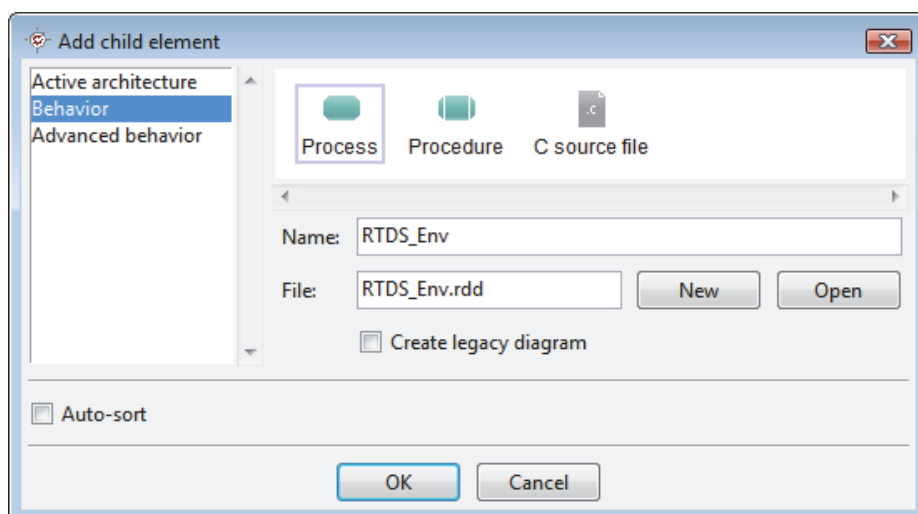 Add child element
Active architecture
Behavior
Advanced behavior
.c
Process Procedure C source file
Name: RTDS_Env
File: RTDS_Env.rdd New Open
Create legacy diagram
Auto-sort
OK Cancel